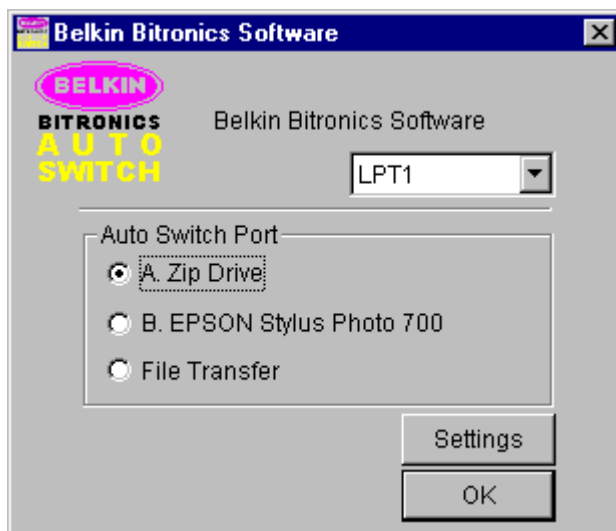 Belkin Bitronics Software
BELKIN
BITRONICS
AUTO
SWITCH
Belkin Bitronics Software
LPT1
Auto Switch Port
A. Zip Drive
B. EPSON Stylus Photo 700
File Transfer
Settings
OK